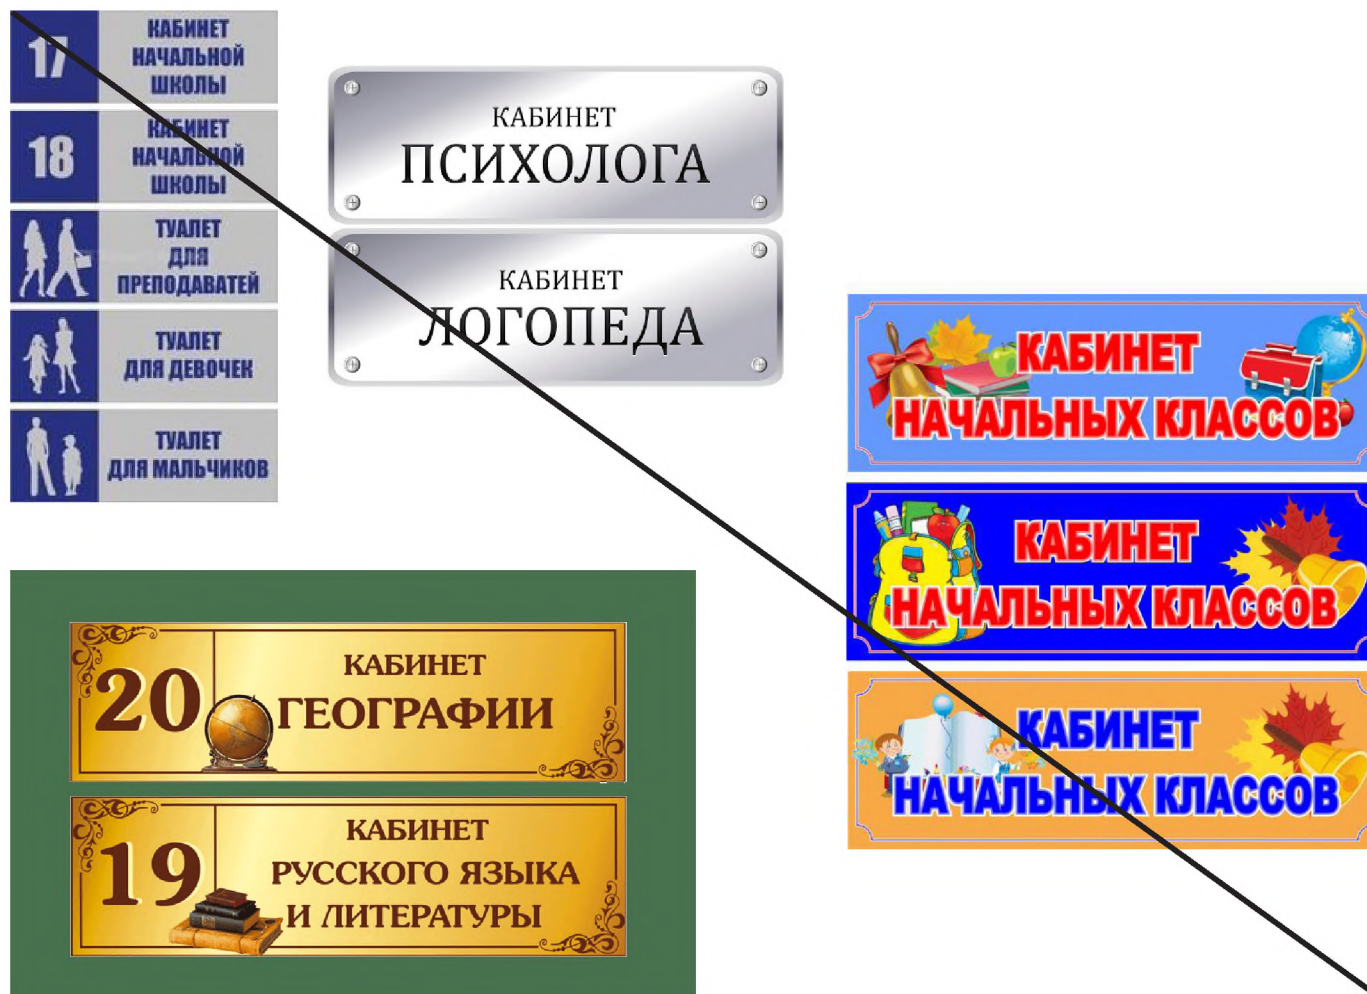 17
КАБИНЕТ
НАЧАЛЬНОЙ
ШКОЛЫ
18
КАБИНЕТ
НАЧАЛЬНОЙ
ШКОЛЫ
ТУАЛЕТ
ДЛЯ
ПРЕПОДАВАТЕЙ
ТУАЛЕТ
ДЛЯ ДЕВОЧЕК
ТУАЛЕТ
ДЛЯ МАЛЬЧИКОВ
КАБИНЕТ
ПСИХОЛОГА
КАБИНЕТ
ЛОГОПЕДА
КАБИНЕТ
НАЧАЛЬНЫХ КЛАССОВ
КАБИНЕТ
НАЧАЛЬНЫХ КЛАССОВ
КАБИНЕТ
НАЧАЛЬНЫХ КЛАССОВ
20
КАБИНЕТ
ГЕОГРАФИИ
19
КАБИНЕТ
РУССКОГО ЯЗЫКА
И ЛИТЕРАТУРЫ